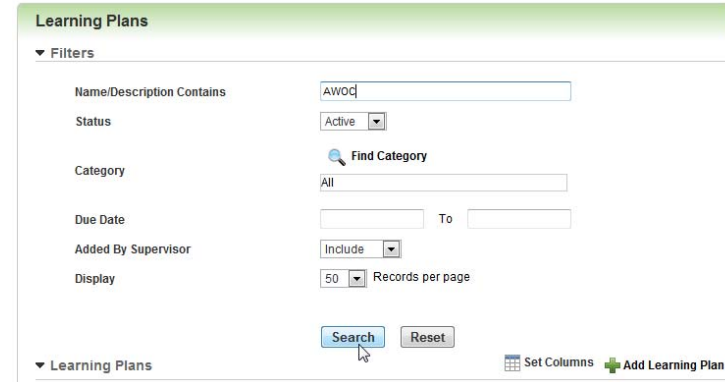 Learning Plans
Filters
Name/Description Contains AWOC
Status Active
Find Category
Category
All
Due Date To
Added By Supervisor Include
Display 50 Records per page
Search Reset
Learning Plans Set Columns Add Learning Plan